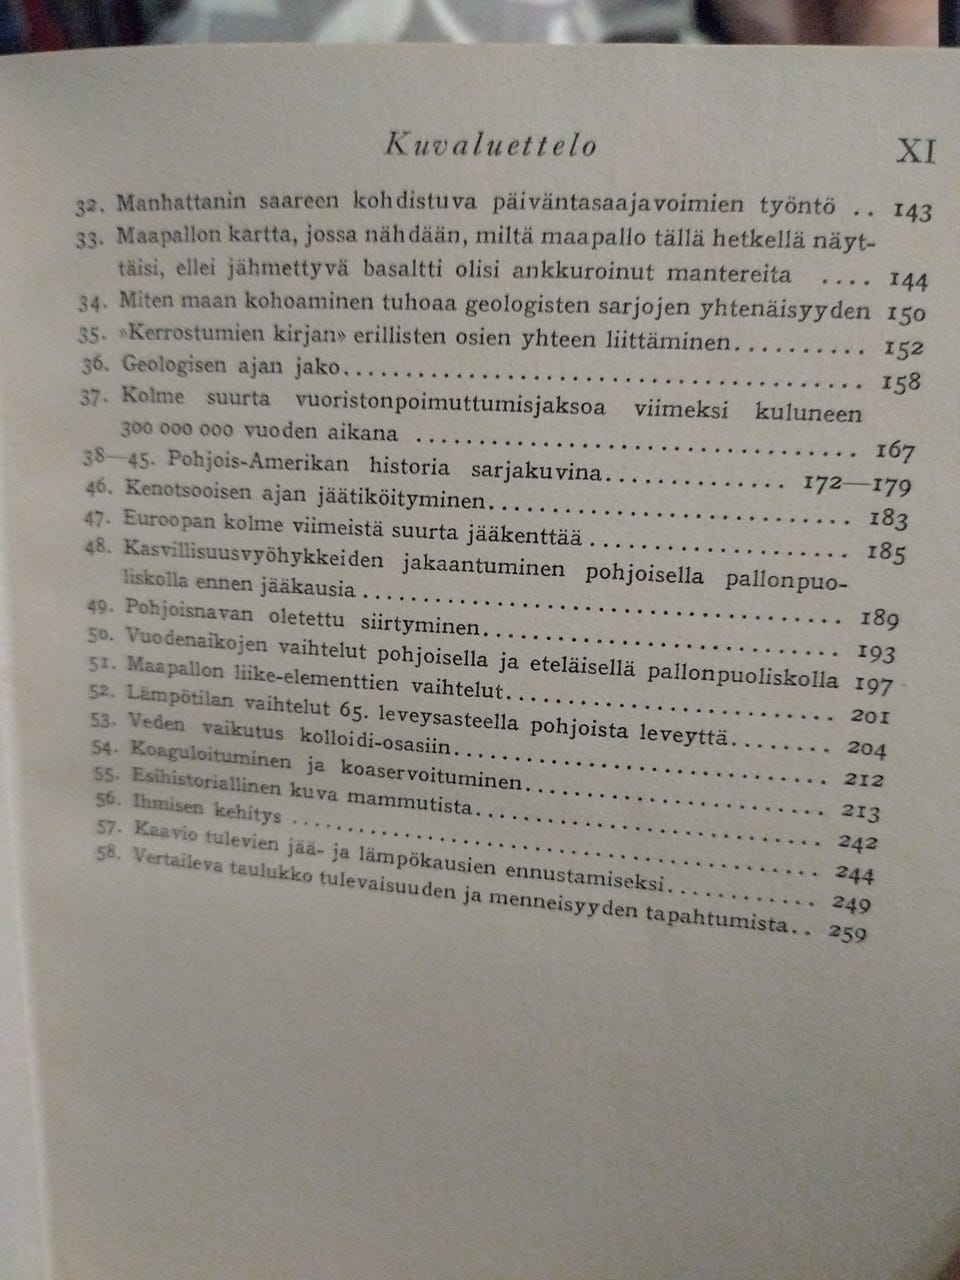 Kuvaluettelo XI
32. Manhattanin saareen kohdistuva päiväntasaajavoimien työntö .. 143
33. Maapallon kartta, jossa nähdään, miltä maapallo tällä hetkellä näyt-
täisi, ellei jähmettyvä basaltti olisi ankkuroinut mantereita .... 144
34. Miten maan kohoaminen tuhoaa geologisten sarjojen yhtenäisyyden 150
35. »Kerrostumien kirjan» erillisten osien yhteen liittäminen.......... 152
36. Geologisen ajan jako........................................ 158
37. Kolme suurta vuoristonpoimuttumisjaksoa viimeksi kuluneen
300 000 000 vuoden aikana .................................. 167
38—45. Pohjois-Amerikan historia sarjakuvina.............. 172—179
46. Kenotsooisen ajan jäätiköityminen............................ 183
47. Euroopan kolme viimeistä suurta jääkenttää .................... 185
48. Kasvillisuusvyöhykkeiden jakaantuminen pohjoisella pallonpuo-
liskolla ennen jääkausia ...................................... 189
49. Pohjoisnavan oletettu siirtyminen............................ 193
50. Vuodenaikojen vaihtelut pohjoisella ja eteläisellä pallonpuoliskolla 197
51. Maapallon liike-elementtien vaihtelut.......................... 201
52. Lämpötilan vaihtelut 65. leveysasteella pohjoista leveyttä........ 204
53. Veden vaikutus kolloidi-osasiin.............................. 212
54. Koaguloituminen ja koaservoituminen........................ 213
55. Esihistoriallinen kuva mammutista............................ 242
56. Ihmisen kehitys .......................................... 244
57. Kaavio tulevien jää- ja lämpökausien ennustamiseksi............ 249
58. Vertaileva taulukko tulevaisuuden ja menneisyyden tapahtumista.. 259